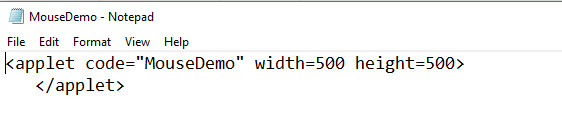 MouseDemo - Notepad
File Edit Format View Help
<applet code="MouseDemo" width=500 height=500>
</applet>